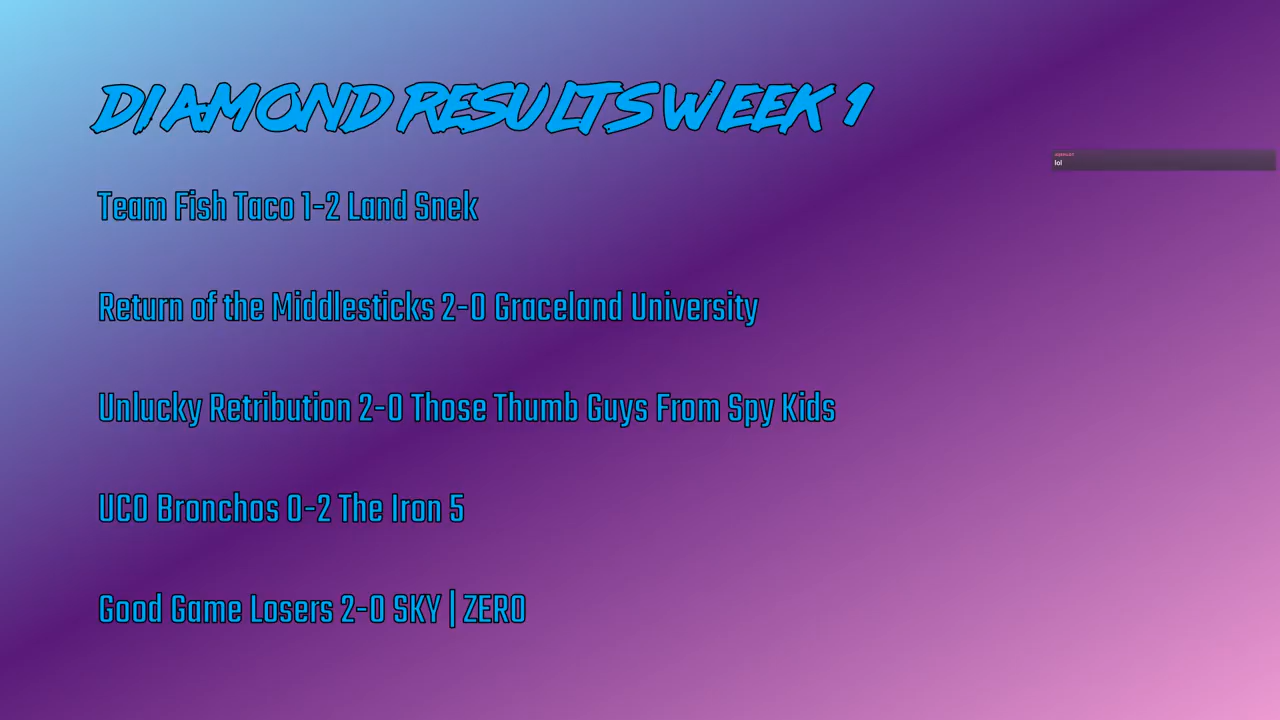 DIAMOND RESULTS WEEK 1
Team Fish Taco 1-2 Land Snek
Return of the Middlesticks 2-0 Graceland University
Unlucky Retribution 2-0 Those Thumb Guys From Spy Kids
UCO Bronchos 0-2 The Iron 5
Good Game Losers 2-0 SKY | ZERO
lol